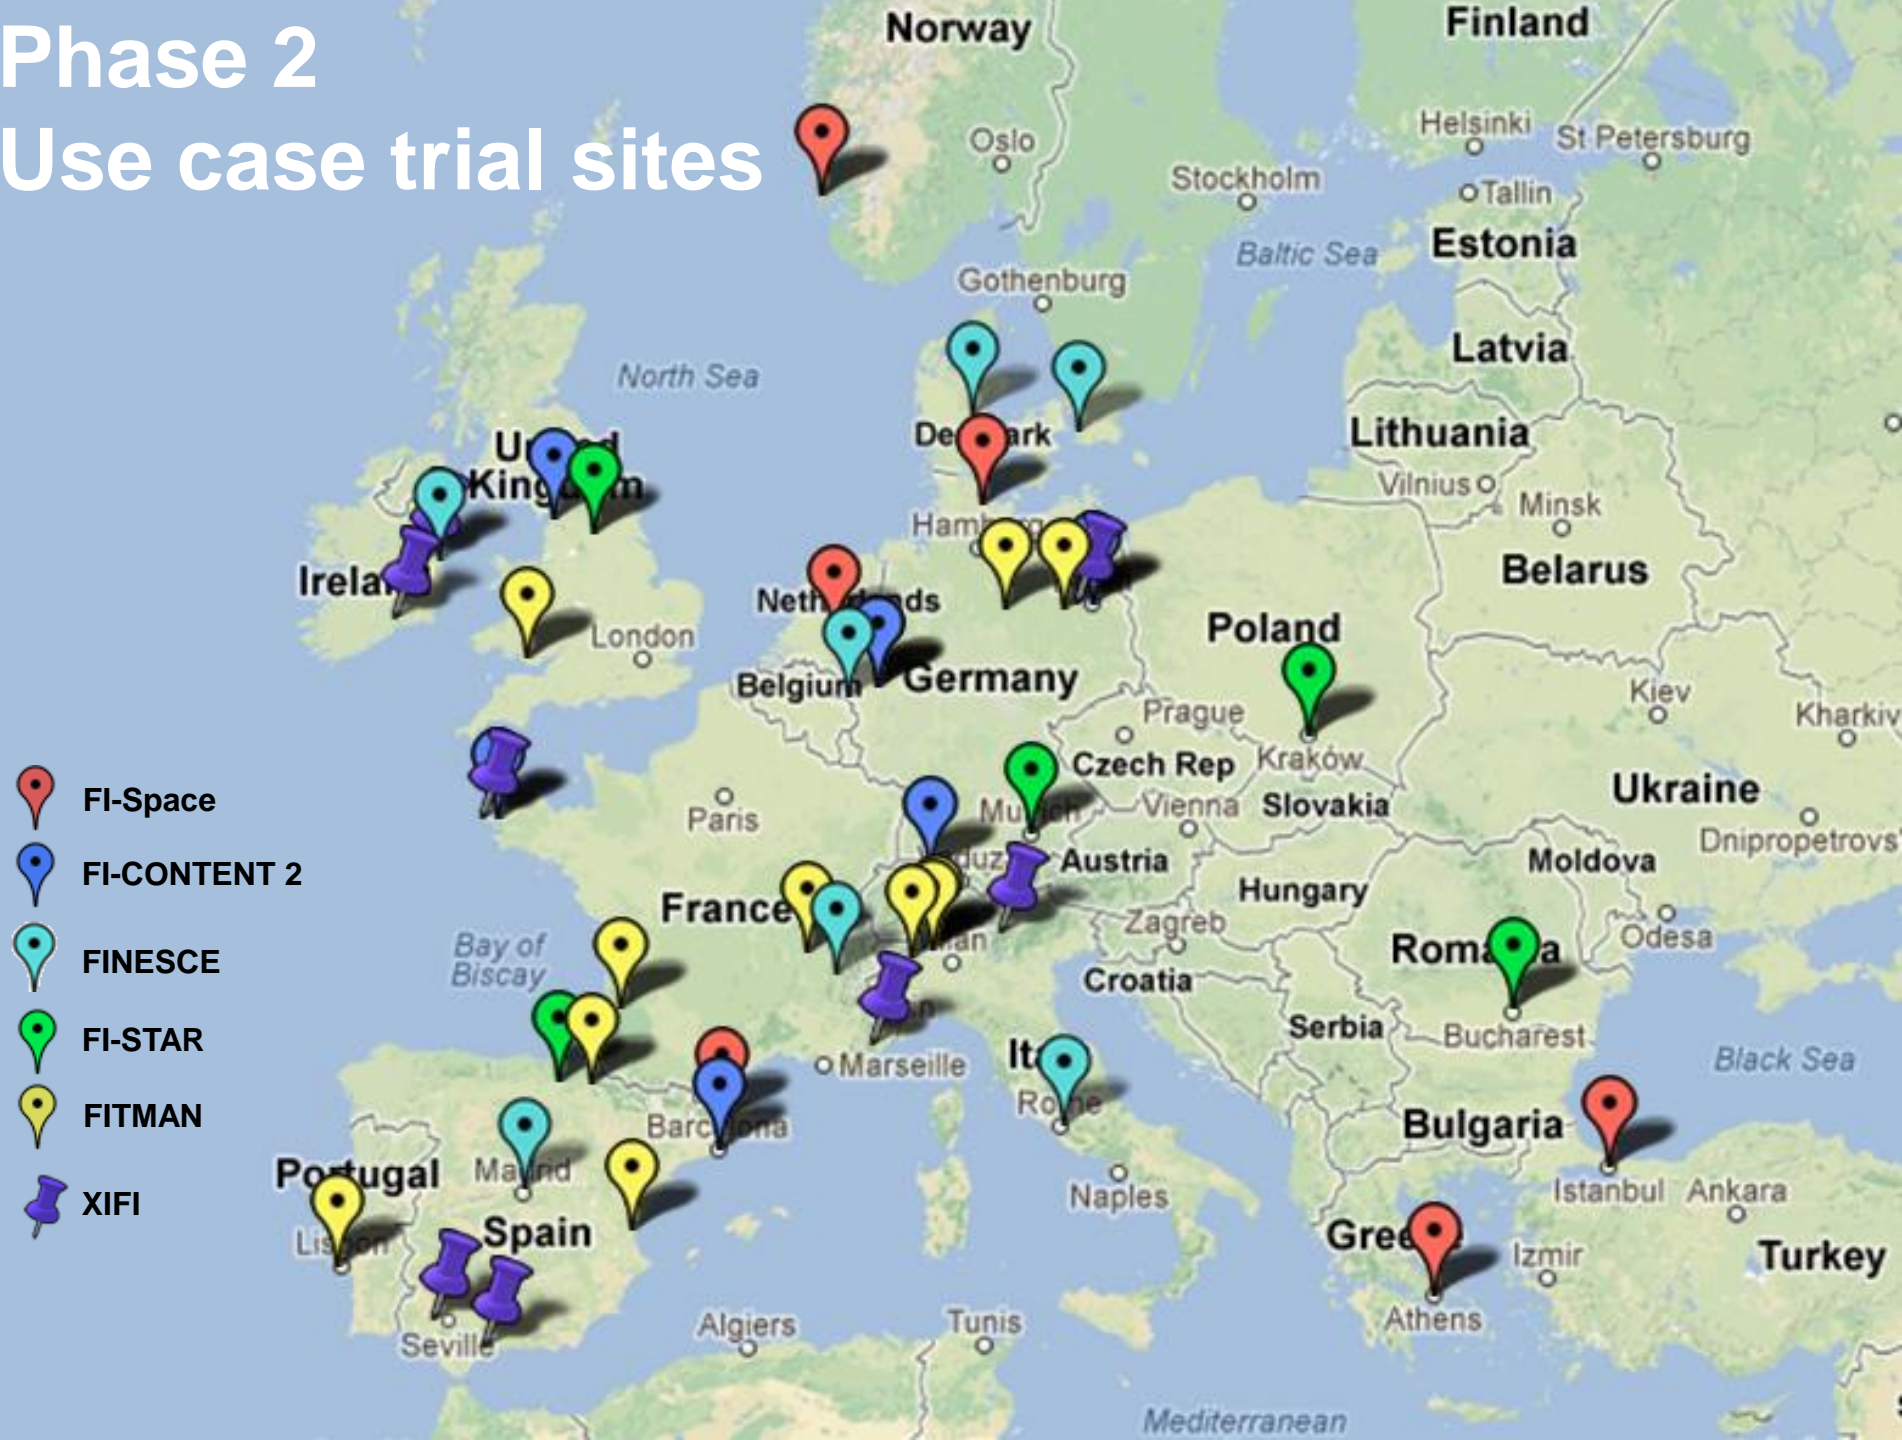 Phase 2
Use case trial sites
Norway
Finland
Helsinki
St Petersburg
Oslo
Stockholm
Tallin
Estonia
Baltic Sea
Gothenburg
Latvia
North Sea
Lithuania
Vilnius
Minsk
Belarus
London
Belgium
Germany
Poland
Prague
Kiev
Kharkiv
Czech Rep
Kraków
Paris
Vienna
Slovakia
Ukraine
Dnipropetrovs
Austria
Moldova
Hungary
France
Zagreb
Odesa
Bay of
Biscay
Croatia
Serbia
Bucharest
Marseille
Black Sea
Bulgaria
Naples
Istanbul
Ankara
Spain
Izmir
Turkey
Athens
Algiers
Tunis
Seville
Mediterranean
FI-Space
FI-CONTENT 2
FINESCE
FI-STAR
FITMAN
XIFI